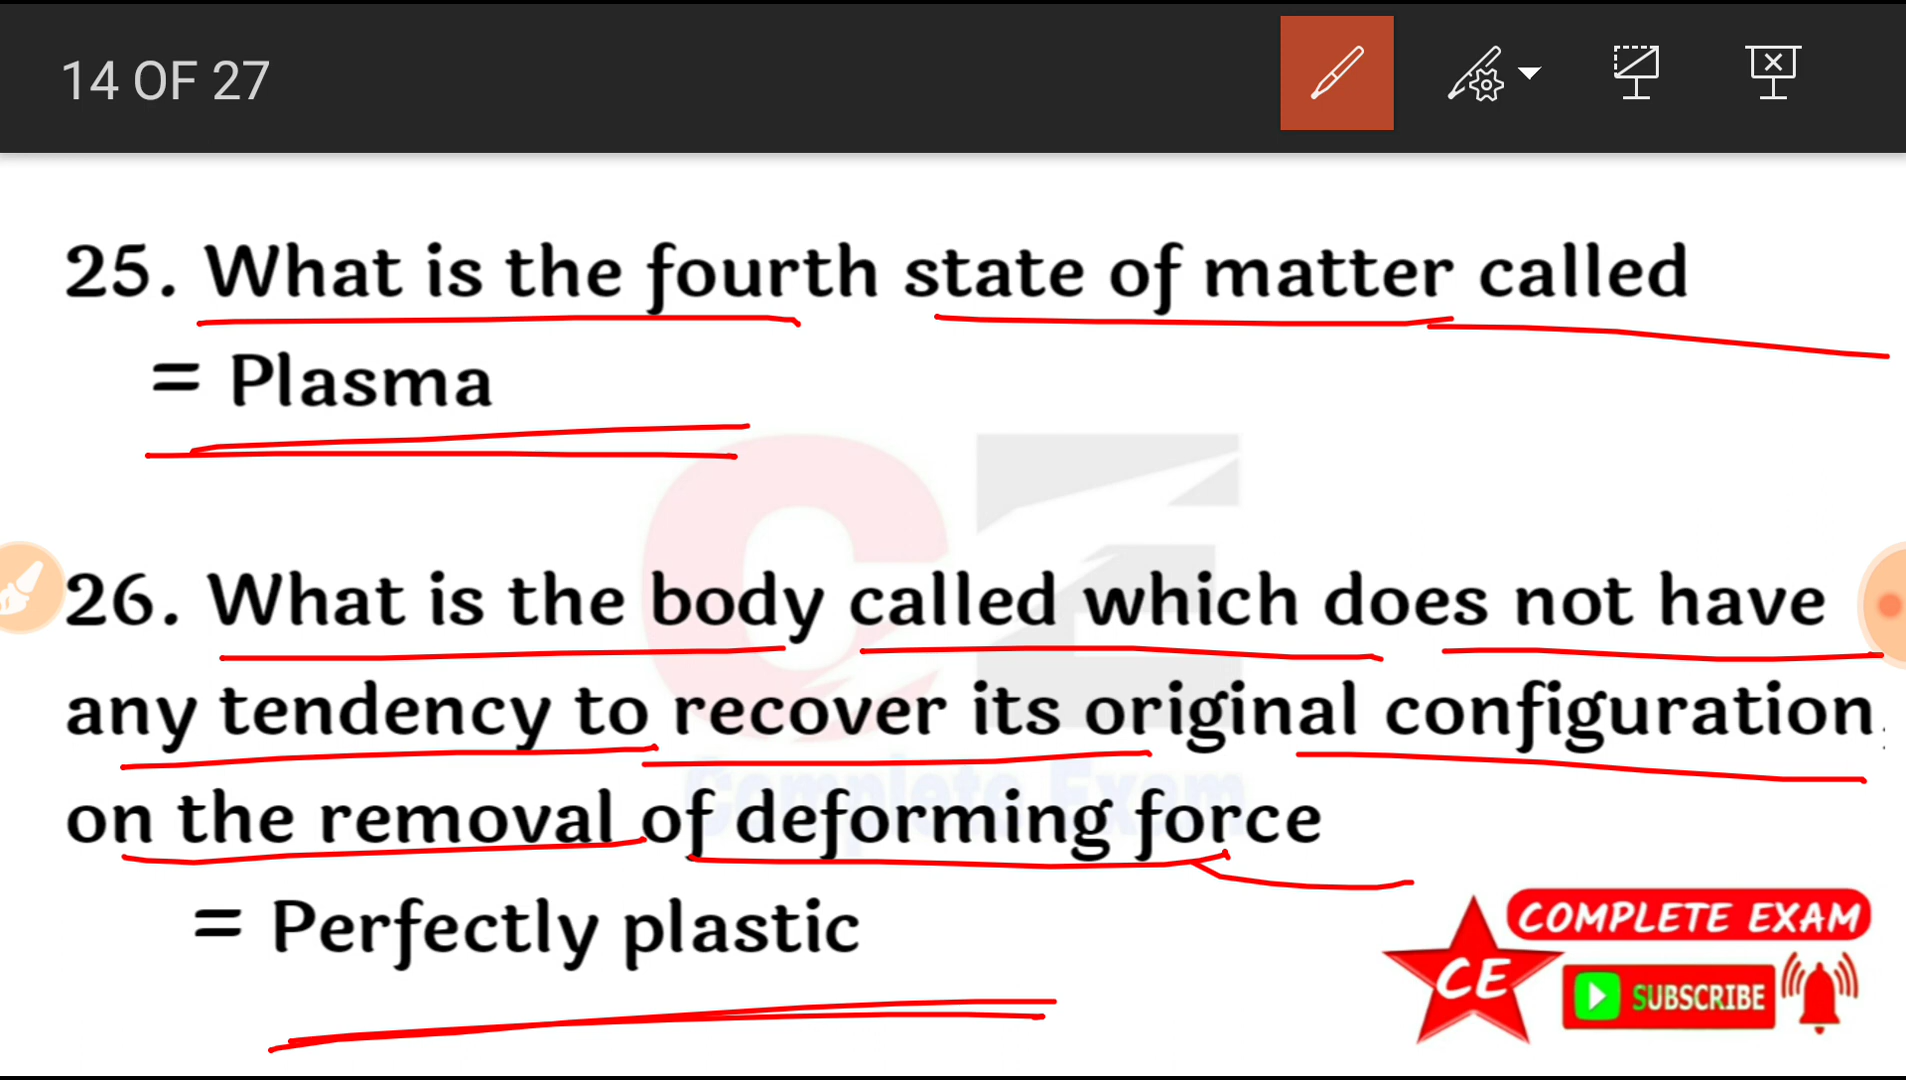 14 OF 27
25. What is the fourth state of matter called
= Plasma
26. What is the body called which does not have
any tendency to recover its original configuration
on the removal of deforming force
= Perfectly plastic
Complete Exam
COMPLETE EXAM
CE
SUBSCRIBE